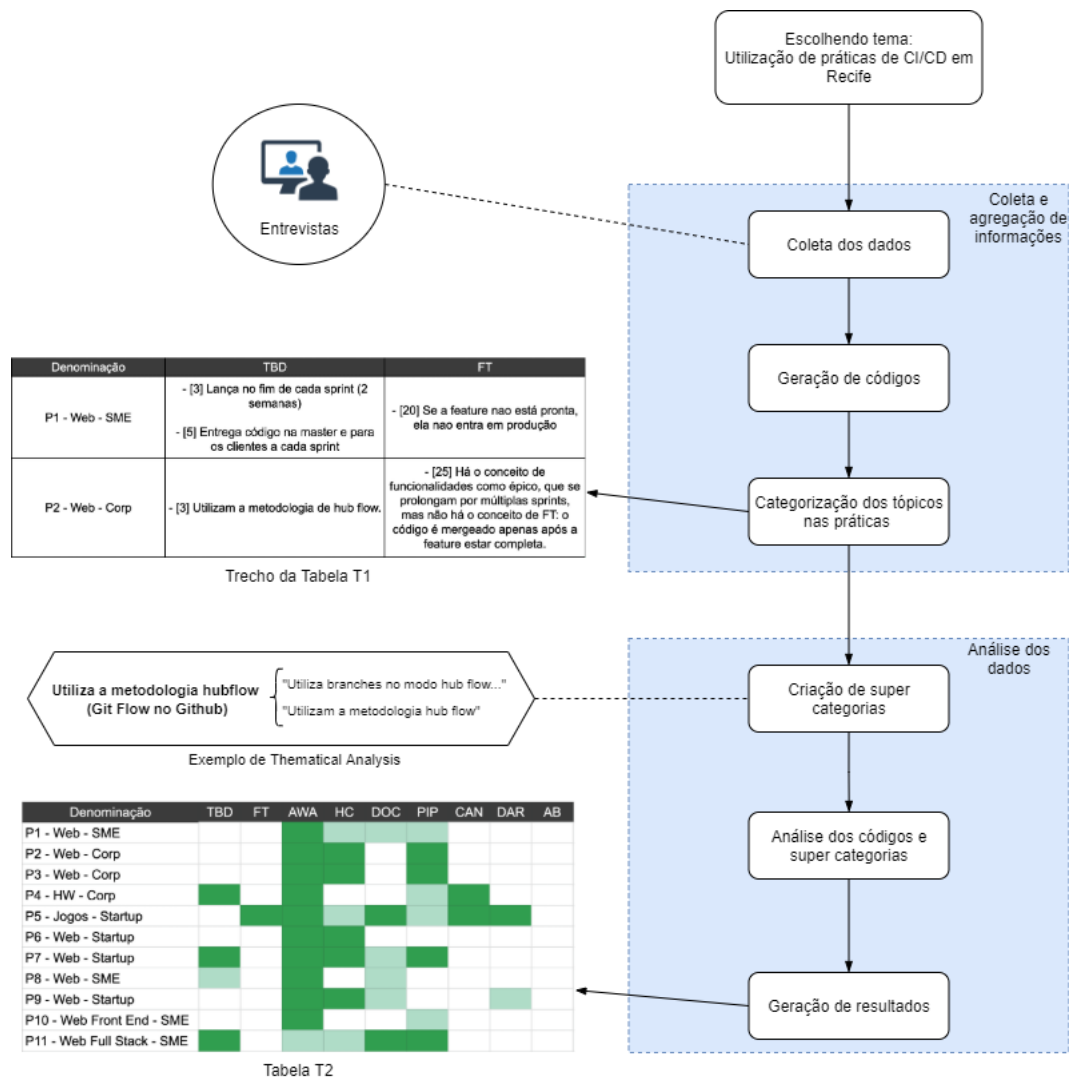 Escolhendo tema:
Utilização de práticas de CI/CD em
Recife
Entrevistas
Coleta e
agregação de
informações
Coleta dos dados
Geração de códigos
Categorização dos tópicos
nas práticas
Denominação TBD FT
P1 - Web - SME
- [3] Lança no fim de cada sprint (2
semanas)
- [5] Entrega código na master e para
os clientes a cada sprint
- [20] Se a feature nao está pronta,
ela nao entra em produção
P2 - Web - Corp
- [3] Utilizam a metodologia de hub flow.
- [25] Há o conceito de
funcionalidades como épico, que se
prolongam por múltiplas sprints,
mas não há o conceito de FT: o
código é mergeado apenas após a
feature estar completa.
Trecho da Tabela T1
Análise dos
dados
Criação de super
categorias
Análise dos códigos e
super categorias
Geração de resultados
Utiliza a metodologia hubflow
(Git Flow no Github)
"Utiliza branches no modo hub flow..."
"Utilizam a metodologia hub flow"
Exemplo de Thematical Analysis
Denominação TBD FT AWA HC DOC PIP CAN DAR AB
P1 - Web - SME
P2 - Web - Corp
P3 - Web - Corp
P4 - HW - Corp
P5 - Jogos - Startup
P6 - Web - Startup
P7 - Web - Startup
P8 - Web - SME
P9 - Web - Startup
P10 - Web Front End - SME
P11 - Web Full Stack - SME
Tabela T2